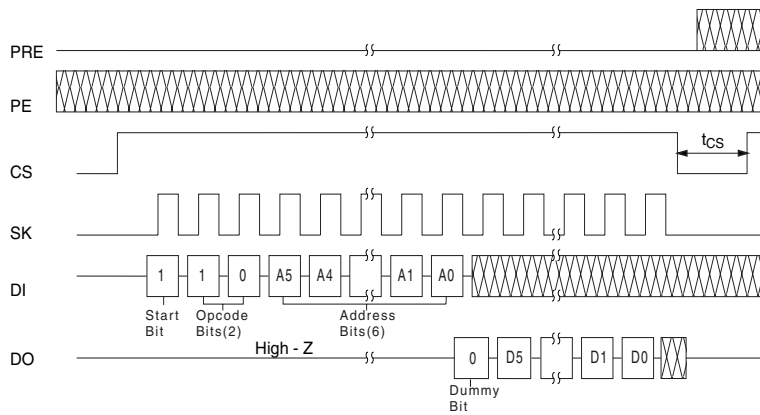 PRE
PE
CS
tCS
SK
DI
1 1 0 A5 A4 A1 A0
Start
Bit
Opcode
Bits(2)
Address
Bits(6)
High - Z
DO
0 D5 D1 D0
Dummy
Bit